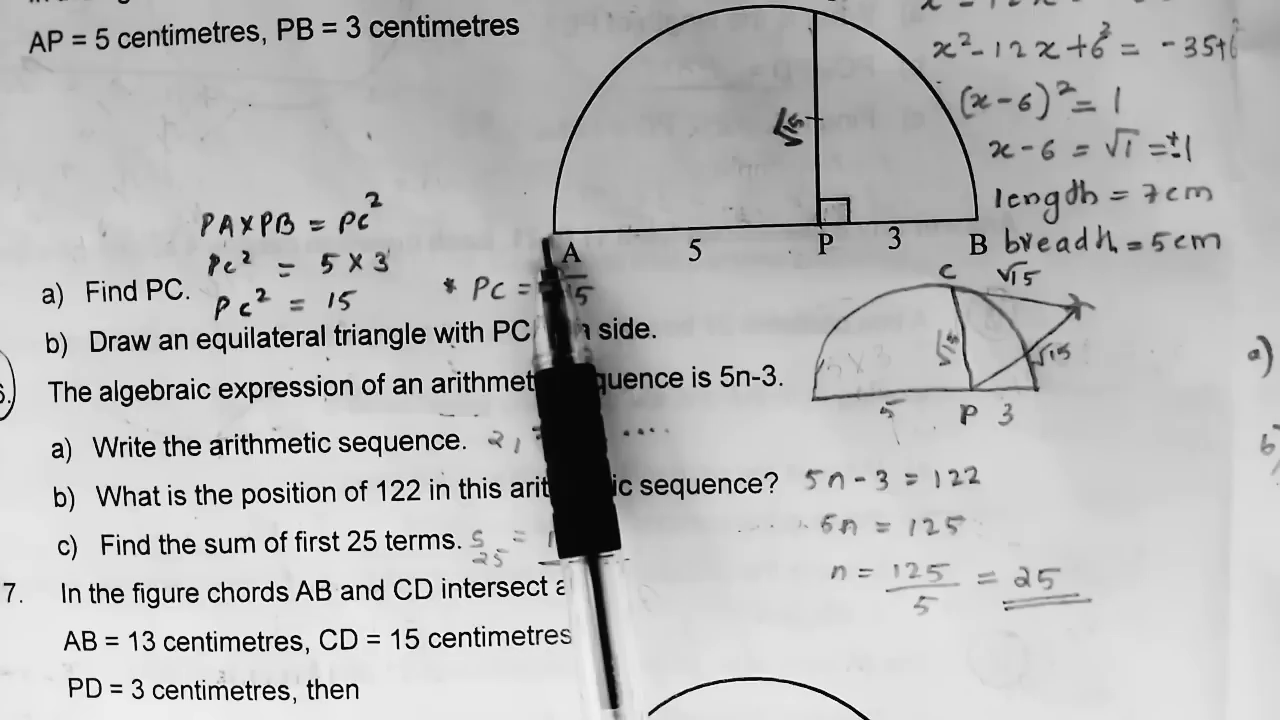 AP = 5 centimetres, PB = 3 centimetres
x² - 12x + 6² = -35+
(x - 6)² = 1
x - 6 = √1 = ±1
length = 7cm
breadth = 5cm
√15
A 5 P 3 B
PA×PB = PC²
PC² = 5 × 3
a) Find PC.
PC² = 15
* PC =
C √15
√15 √15
5 P 3
b) Draw an equilateral triangle with PC side.
The algebraic expression of an arithmet quence is 5n-3.
a) Write the arithmetic sequence. 2, ....
b) What is the position of 122 in this arit ic sequence? 5n - 3 = 122
5n = 125
c) Find the sum of first 25 terms. S25 =
n = 125/5 = 25
7. In the figure chords AB and CD intersect
AB = 13 centimetres, CD = 15 centimetres
PD = 3 centimetres, then
a)
b)